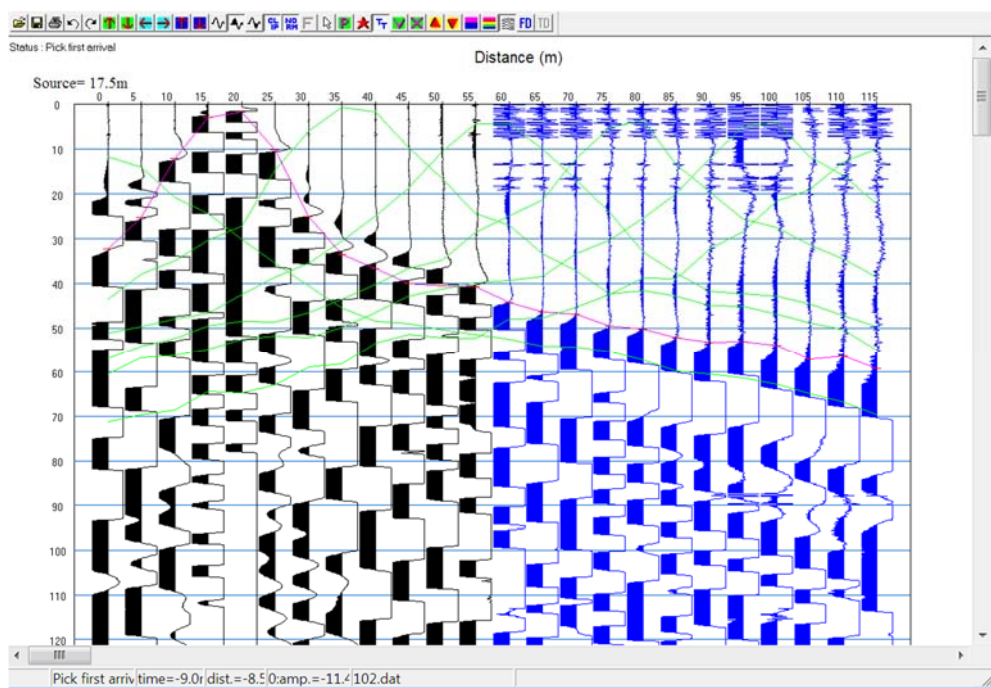 FD TD
Status : Pick first arrival
Distance (m)
Source= 17.5m
0 5 10 15 20 25 30 35 40 45 50 55 60 65 70 75 80 85 90 95 100 105 110 115
0
10
20
30
40
50
60
70
80
90
100
110
120
Pick first arriv time=-9.0r dist.=-8.5 0:amp.=-11.4 102.dat